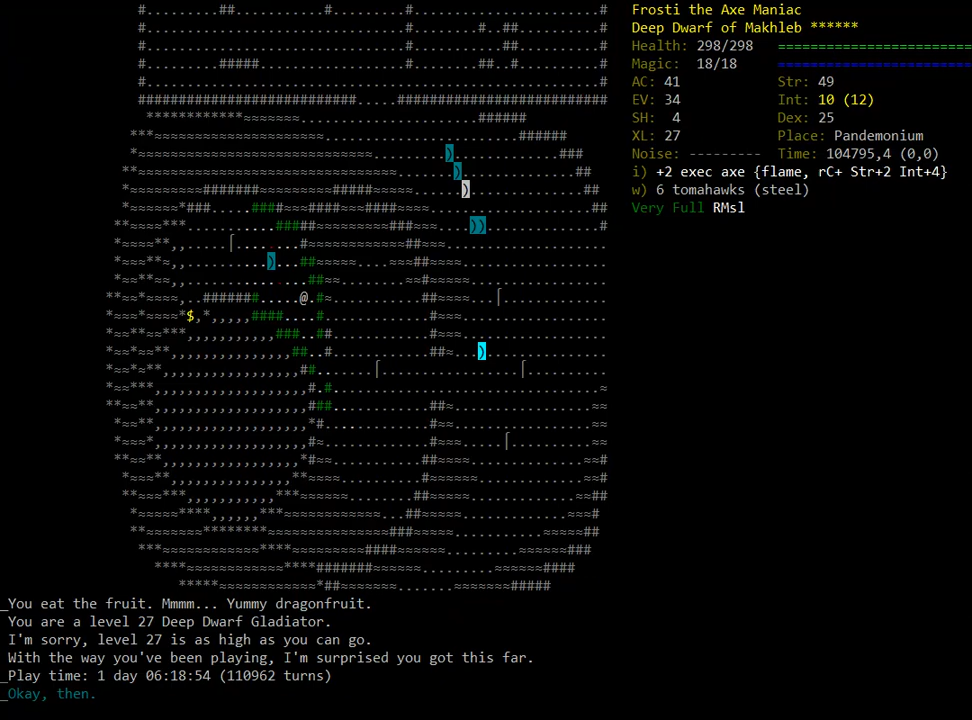 Frosti the Axe Maniac
Deep Dwarf of Makhleb ******
Health: 298/298
Magic: 18/18
AC: 41 Str: 49
EV: 34 Int: 10 (12)
SH: 4 Dex: 25
XL: 27 Place: Pandemonium
Noise: --------- Time: 104795,4 (0,0)
i) +2 exec axe {flame, rC+ Str+2 Int+4}
w) 6 tomahawks (steel)
Very Full RMsl
_You eat the fruit. Mmmm... Yummy dragonfruit.
You are a level 27 Deep Dwarf Gladiator.
I'm sorry, level 27 is as high as you can go.
With the way you've been playing, I'm surprised you got this far.
_Play time: 1 day 06:18:54 (110962 turns)
_Okay, then.